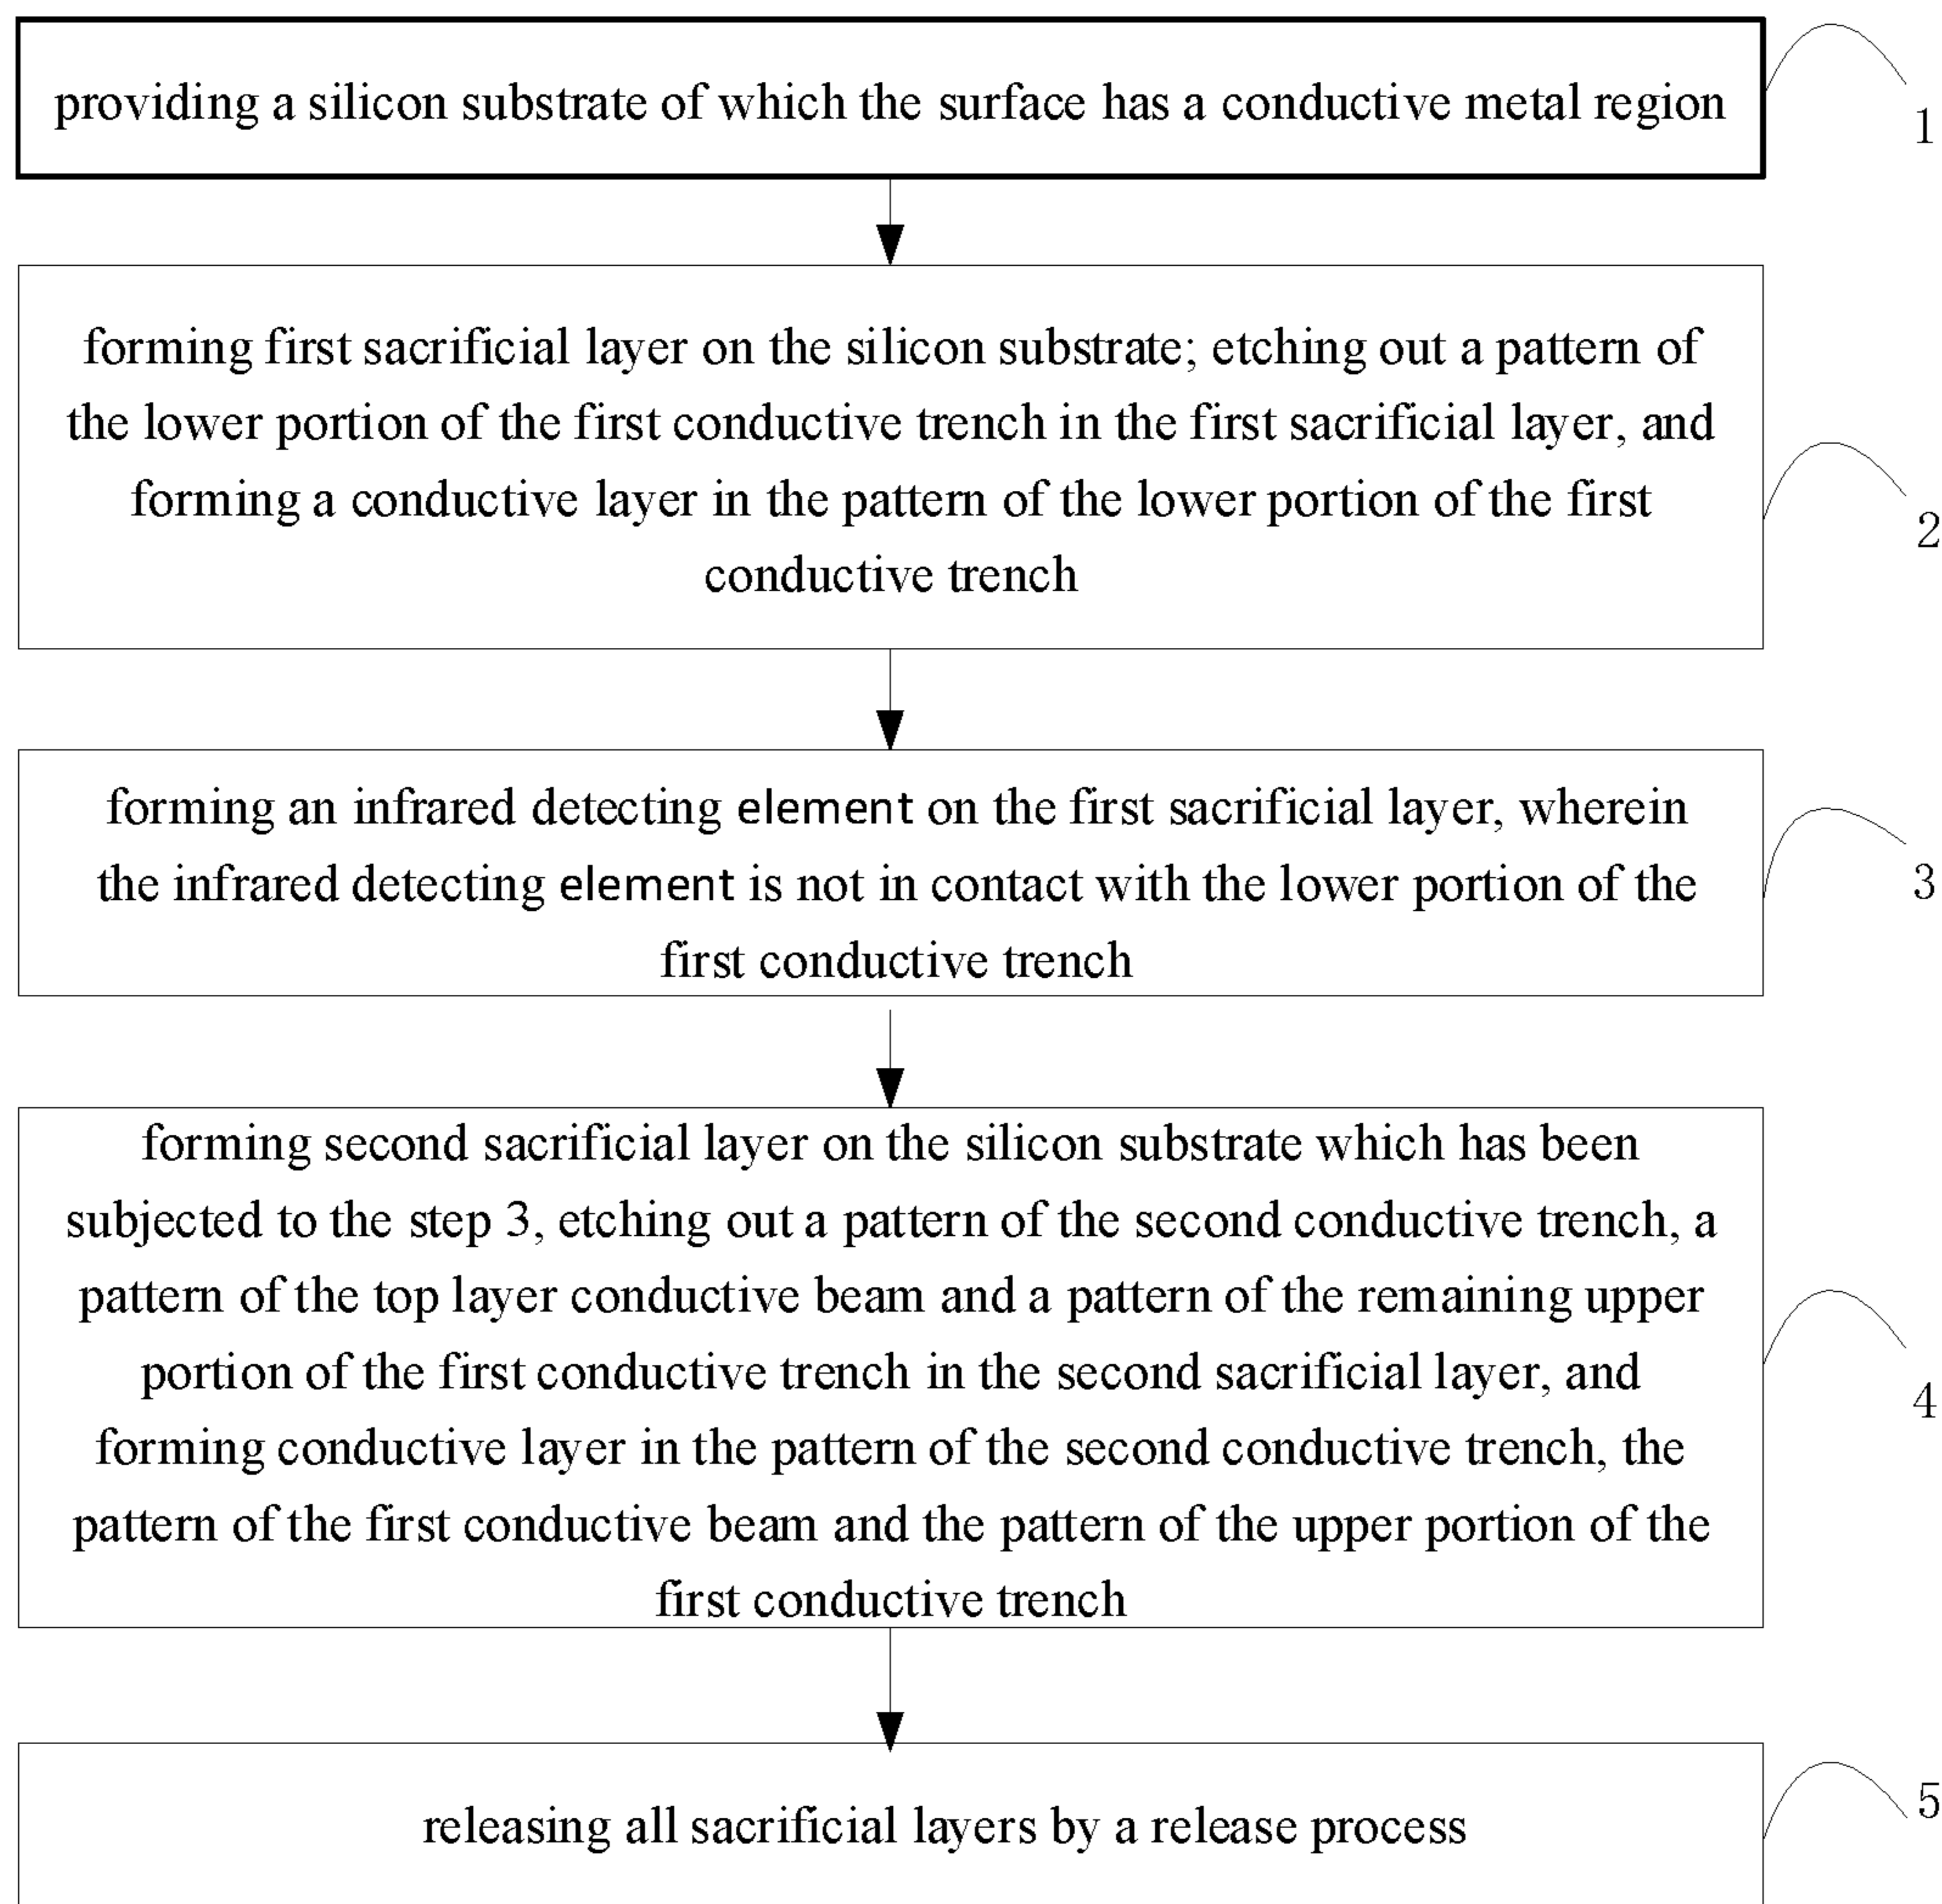 providing a silicon substrate of which the surface has a conductive metal region
1
forming first sacrificial layer on the silicon substrate; etching out a pattern of
the lower portion of the first conductive trench in the first sacrificial layer, and
forming a conductive layer in the pattern of the lower portion of the first
conductive trench
2
forming an infrared detecting element on the first sacrificial layer, wherein
the infrared detecting element is not in contact with the lower portion of the
first conductive trench
3
forming second sacrificial layer on the silicon substrate which has been
subjected to the step 3, etching out a pattern of the second conductive trench, a
pattern of the top layer conductive beam and a pattern of the remaining upper
portion of the first conductive trench in the second sacrificial layer, and
forming conductive layer in the pattern of the second conductive trench, the
pattern of the first conductive beam and the pattern of the upper portion of the
first conductive trench
4
releasing all sacrificial layers by a release process
5